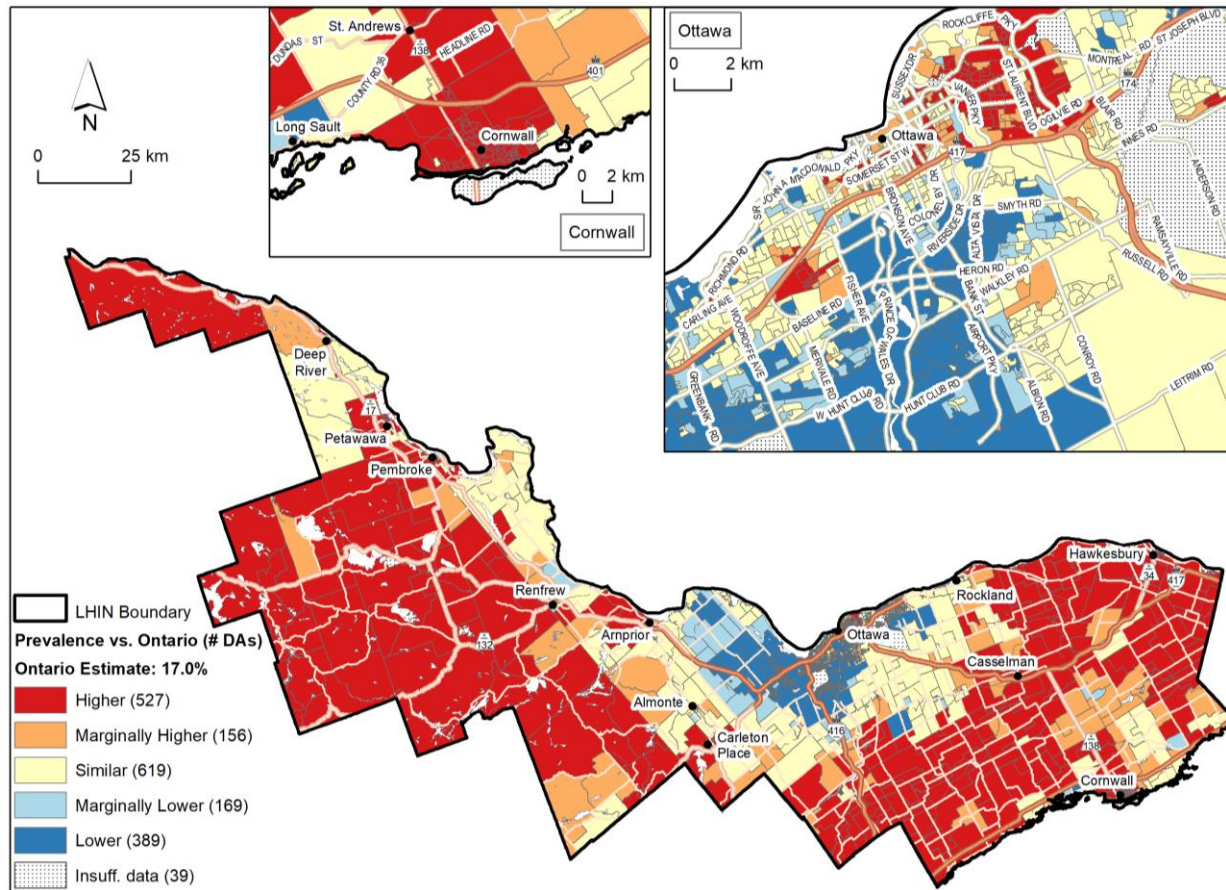 N
0 25 km
St. Andrews
DUNDAS ST
COUNTY RD 36
138
HEADLINE RD
401
Long Sault
Cornwall
0 2 km
Cornwall
Ottawa
0 2 km
ROCKCLIFFE PKY
SUSSEX DR
VANIER PKY
ST LAURENT BLVD
MONTREAL RD
ST JOSEPH BLVD
174
OGILVIE RD
BLAIR RD
INNES RD
ANDERSON RD
Ottawa
417
SIR JOHN A MACDONALD PKY
SOMERSET ST W
BRONSON AVE
COLONEL BY DR
RIVERSIDE DR
ALTA VISTA DR
SMYTH RD
RAMSAYVILLE RD
RUSSELL RD
RICHMOND RD
CARLING AVE
WOODROFFE AVE
BASELINE RD
FISHER AVE
HERON RD
WALKLEY RD
BANK ST
PRINCE OF WALES DR
AIRPORT PKY
MERIVALE RD
GREENBANK RD
W HUNT CLUB RD
HUNT CLUB RD
ALBION RD
CONROY RD
LEITRIM RD
Deep
River
17
Petawawa
Pembroke
Renfrew
132
Arnprior
Almonte
Carleton
Place
Ottawa
416
Rockland
Casselman
Hawkesbury
34
417
138
Cornwall
LHIN Boundary
Prevalence vs. Ontario (# DAs)
Ontario Estimate: 17.0%
Higher (527)
Marginally Higher (156)
Similar (619)
Marginally Lower (169)
Lower (389)
Insuff. data (39)